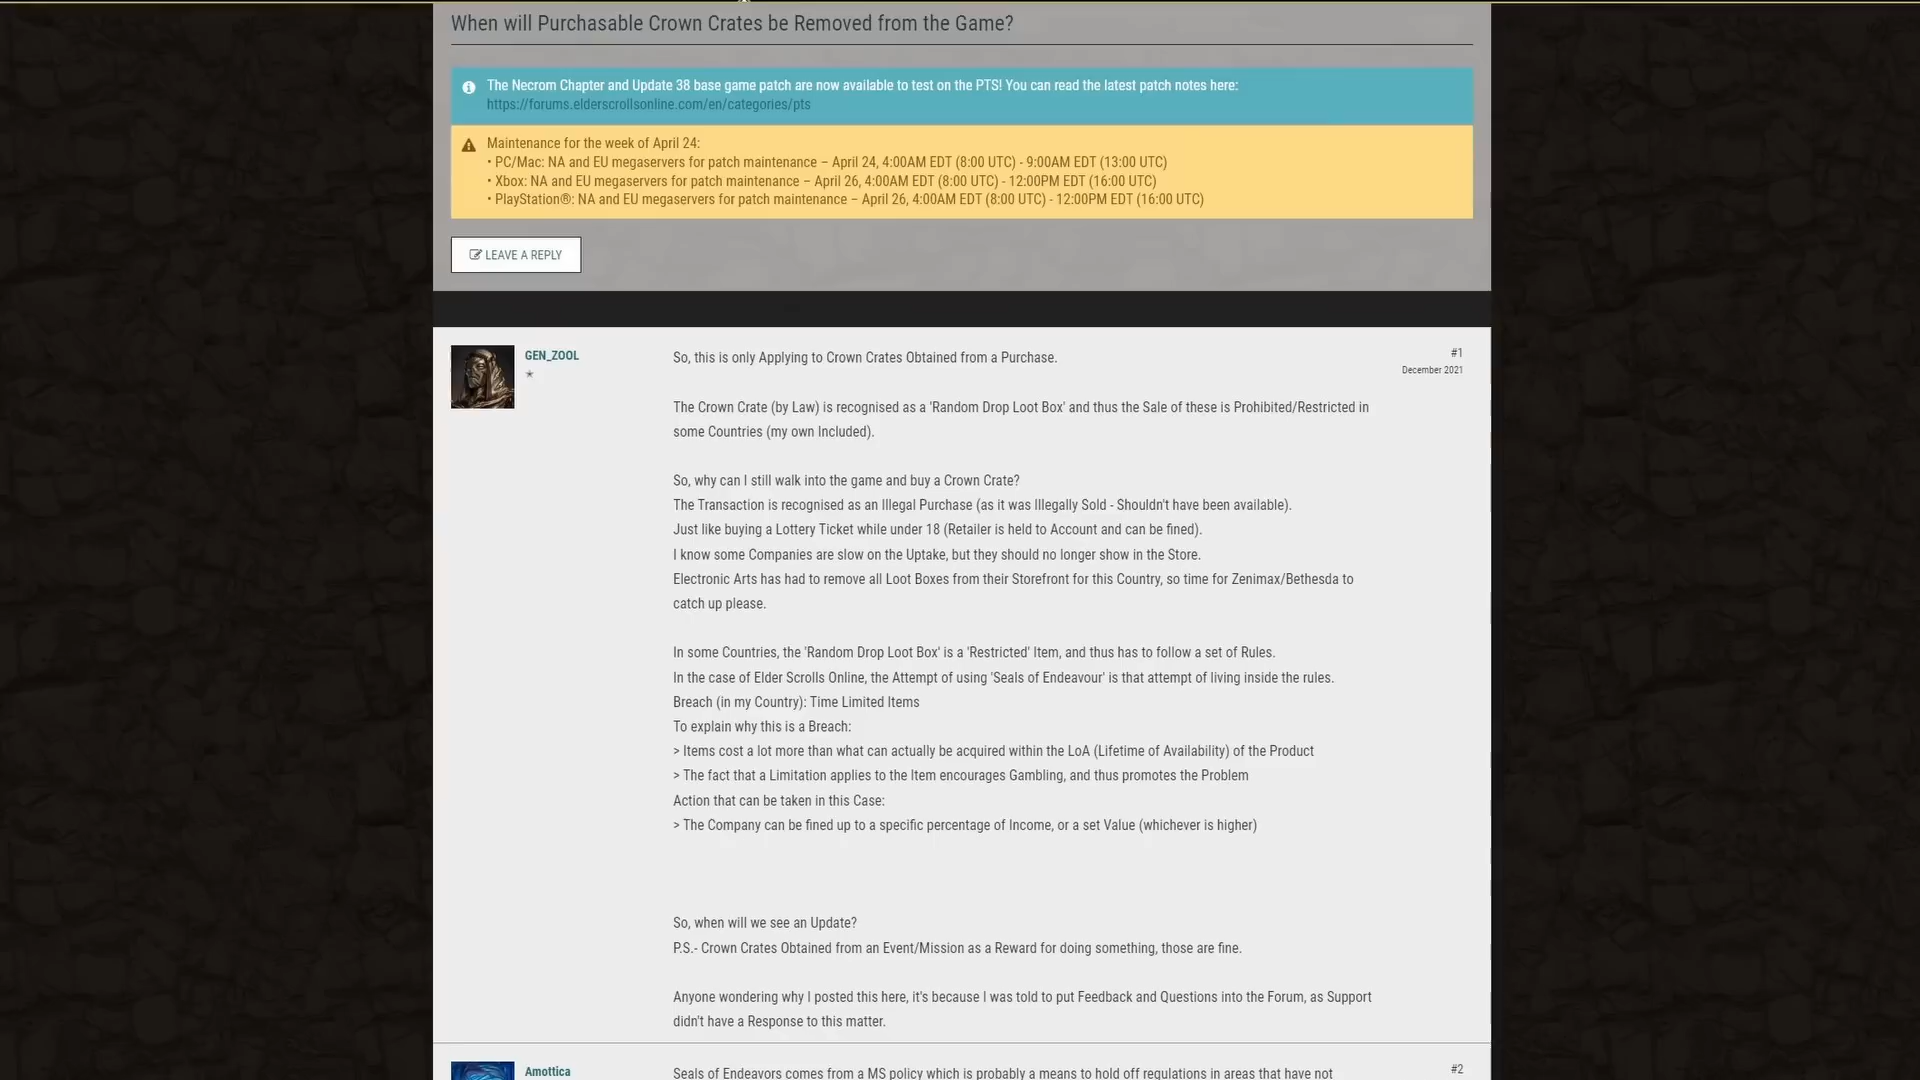 When will Purchasable Crown Crates be Removed from the Game?
The Necrom Chapter and Update 38 base game patch are now available to test on the PTS! You can read the latest patch notes here:
https://forums.elderscrollsonline.com/en/categories/pts
Maintenance for the week of April 24:
• PC/Mac: NA and EU megaservers for patch maintenance – April 24, 4:00AM EDT (8:00 UTC) - 9:00AM EDT (13:00 UTC)
• Xbox: NA and EU megaservers for patch maintenance – April 26, 4:00AM EDT (8:00 UTC) - 12:00PM EDT (16:00 UTC)
• PlayStation®: NA and EU megaservers for patch maintenance – April 26, 4:00AM EDT (8:00 UTC) - 12:00PM EDT (16:00 UTC)
LEAVE A REPLY
GEN_ZOOL
#1
December 2021
So, this is only Applying to Crown Crates Obtained from a Purchase.
The Crown Crate (by Law) is recognised as a 'Random Drop Loot Box' and thus the Sale of these is Prohibited/Restricted in
some Countries (my own Included).
So, why can I still walk into the game and buy a Crown Crate?
The Transaction is recognised as an Illegal Purchase (as it was Illegally Sold - Shouldn't have been available).
Just like buying a Lottery Ticket while under 18 (Retailer is held to Account and can be fined).
I know some Companies are slow on the Uptake, but they should no longer show in the Store.
Electronic Arts has had to remove all Loot Boxes from their Storefront for this Country, so time for Zenimax/Bethesda to
catch up please.
In some Countries, the 'Random Drop Loot Box' is a 'Restricted' Item, and thus has to follow a set of Rules.
In the case of Elder Scrolls Online, the Attempt of using 'Seals of Endeavour' is that attempt of living inside the rules.
Breach (in my Country): Time Limited Items
To explain why this is a Breach:
> Items cost a lot more than what can actually be acquired within the LoA (Lifetime of Availability) of the Product
> The fact that a Limitation applies to the Item encourages Gambling, and thus promotes the Problem
Action that can be taken in this Case:
> The Company can be fined up to a specific percentage of Income, or a set Value (whichever is higher)
So, when will we see an Update?
P.S.- Crown Crates Obtained from an Event/Mission as a Reward for doing something, those are fine.
Anyone wondering why I posted this here, it's because I was told to put Feedback and Questions into the Forum, as Support
didn't have a Response to this matter.
Amottica
#2
Seals of Endeavors comes from a MS policy which is probably a means to hold off regulations in areas that have not